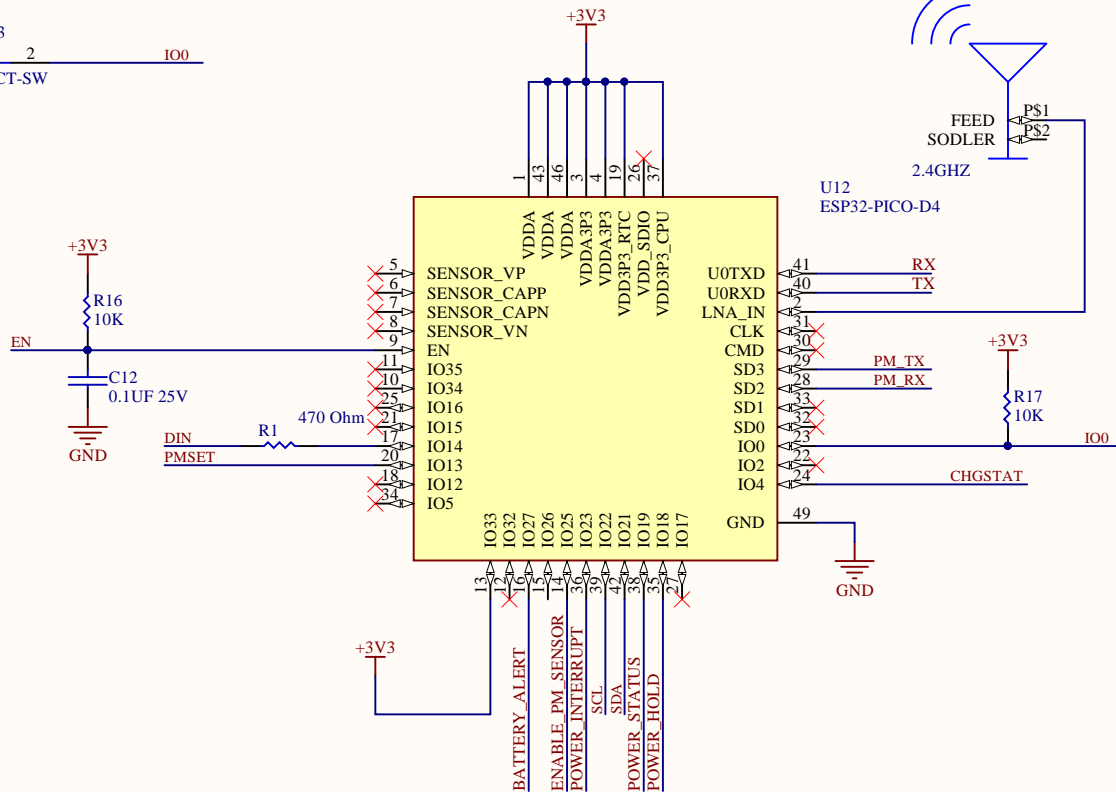 +3V3
3
2
IO0
CT-SW
FEED
P$1
SODLER
P$2
2.4GHZ
U12
ESP32-PICO-D4
1
43
46
3
4
19
26
37
VDDA
VDDA
VDDA
VDDA3P3
VDDA3P3
VDD3P3_RTC
VDD_SDIO
VDD3P3_CPU
+3V3
R16
10K
EN
C12
0.1UF 25V
GND
5
SENSOR_VP
6
SENSOR_CAPP
7
SENSOR_CAPN
8
SENSOR_VN
9
EN
11
IO35
10
IO34
25
IO16
470 Ohm
21
IO15
DIN
R1
17
IO14
PMSET
20
IO13
18
IO12
34
IO5
U0TXD
41
RX
U0RXD
40
TX
LNA_IN
2
CLK
31
CMD
30
SD3
29
PM_TX
SD2
28
PM_RX
SD1
33
SD0
32
IO0
23
IO0
IO2
22
IO4
24
CHGSTAT
GND
49
+3V3
R17
10K
GND
IO33
IO32
IO27
IO26
IO25
IO23
IO22
IO21
IO19
IO18
IO17
13
12
16
15
14
36
39
42
38
35
27
+3V3
BATTERY_ALERT
ENABLE_PM_SENSOR
POWER_INTERRUPT
SCL
SDA
POWER_STATUS
POWER_HOLD